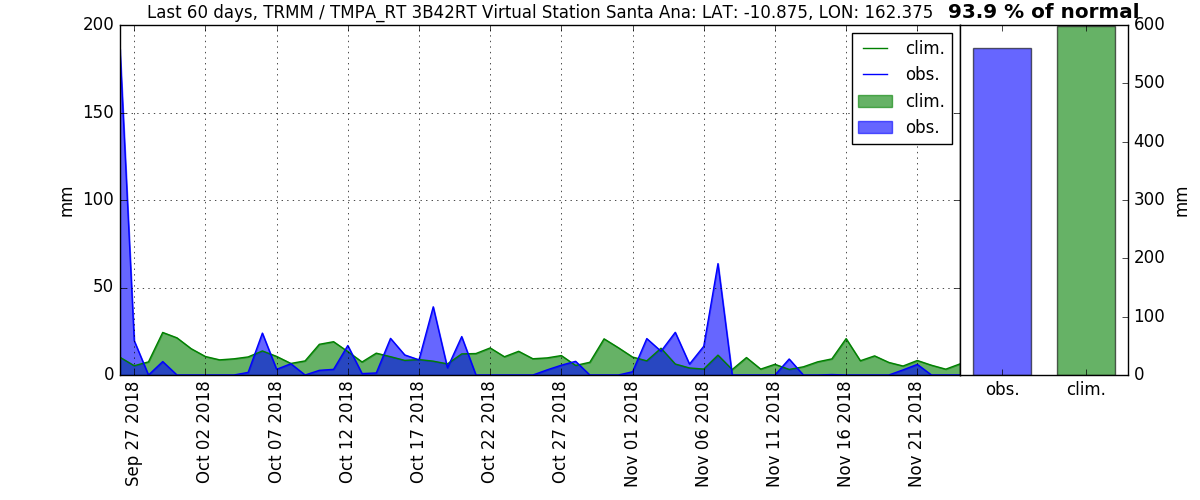 Last 60 days, TRMM / TMPA_RT 3B42RT Virtual Station Santa Ana: LAT: -10.875, LON: 162.375 93.9 % of normal
200
150
100
50
0
mm
clim.
obs.
clim.
obs.
600
500
400
300
200
100
0
mm
obs.
clim.
Sep 27 2018
Oct 02 2018
Oct 07 2018
Oct 12 2018
Oct 17 2018
Oct 22 2018
Oct 27 2018
Nov 01 2018
Nov 06 2018
Nov 11 2018
Nov 16 2018
Nov 21 2018